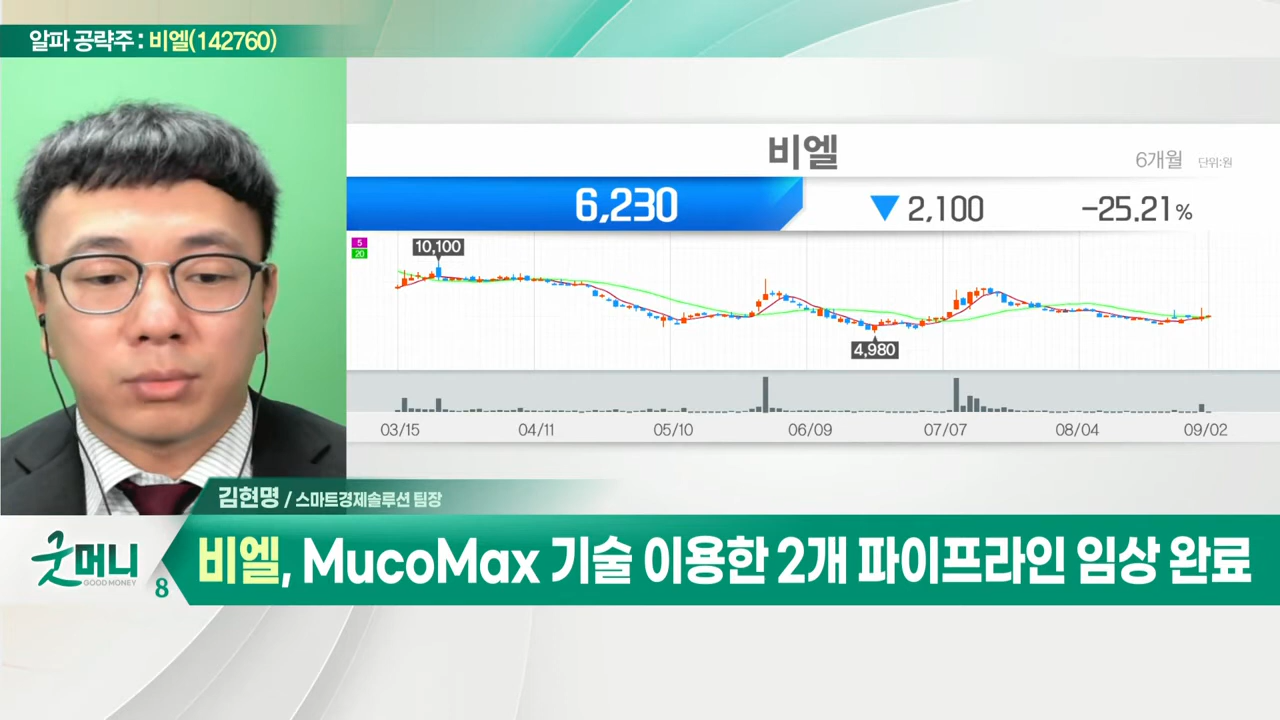 알파 공략주 : 비엘(142760)
비엘
6개월 단위:원
6,230 ▼ 2,100 -25.21%
5
20
10,100
4,980
03/15 04/11 05/10 06/09 07/07 08/04 09/02
김현명 / 스마트경제솔루션 팀장
굿머니
GOOD MONEY
8
비엘, MucoMax 기술 이용한 2개 파이프라인 임상 완료